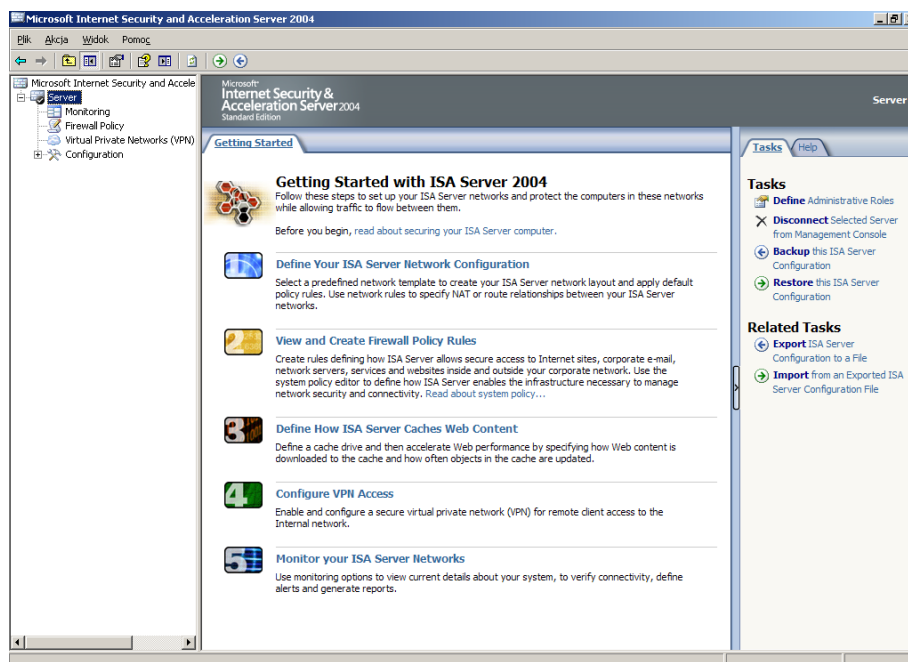 Microsoft Internet Security and Acceleration Server 2004
Plik Akcja Widok Pomoc
Microsoft Internet Security and Accele
Server
Monitoring
Firewall Policy
Virtual Private Networks (VPN)
Configuration
Microsoft
Internet Security &
Acceleration Server 2004
Standard Edition
Server
Getting Started
Getting Started with ISA Server 2004
Follow these steps to set up your ISA Server networks and protect the computers in these networks
while allowing traffic to flow between them.
Before you begin, read about securing your ISA Server computer.
1
Define Your ISA Server Network Configuration
Select a predefined network template to create your ISA Server network layout and apply default
policy rules. Use network rules to specify NAT or route relationships between your ISA Server
networks.
2
View and Create Firewall Policy Rules
Create rules defining how ISA Server allows secure access to Internet sites, corporate e-mail,
network servers, services and websites inside and outside your corporate network. Use the
system policy editor to define how ISA Server enables the infrastructure necessary to manage
network security and connectivity. Read about system policy...
3
Define How ISA Server Caches Web Content
Define a cache drive and then accelerate Web performance by specifying how Web content is
downloaded to the cache and how often objects in the cache are updated.
4
Configure VPN Access
Enable and configure a secure virtual private network (VPN) for remote client access to the
Internal network.
5
Monitor your ISA Server Networks
Use monitoring options to view current details about your system, to verify connectivity, define
alerts and generate reports.
Tasks Help
Tasks
Define Administrative Roles
Disconnect Selected Server
from Management Console
Backup this ISA Server
Configuration
Restore this ISA Server
Configuration
Related Tasks
Export ISA Server
Configuration to a File
Import from an Exported ISA
Server Configuration File